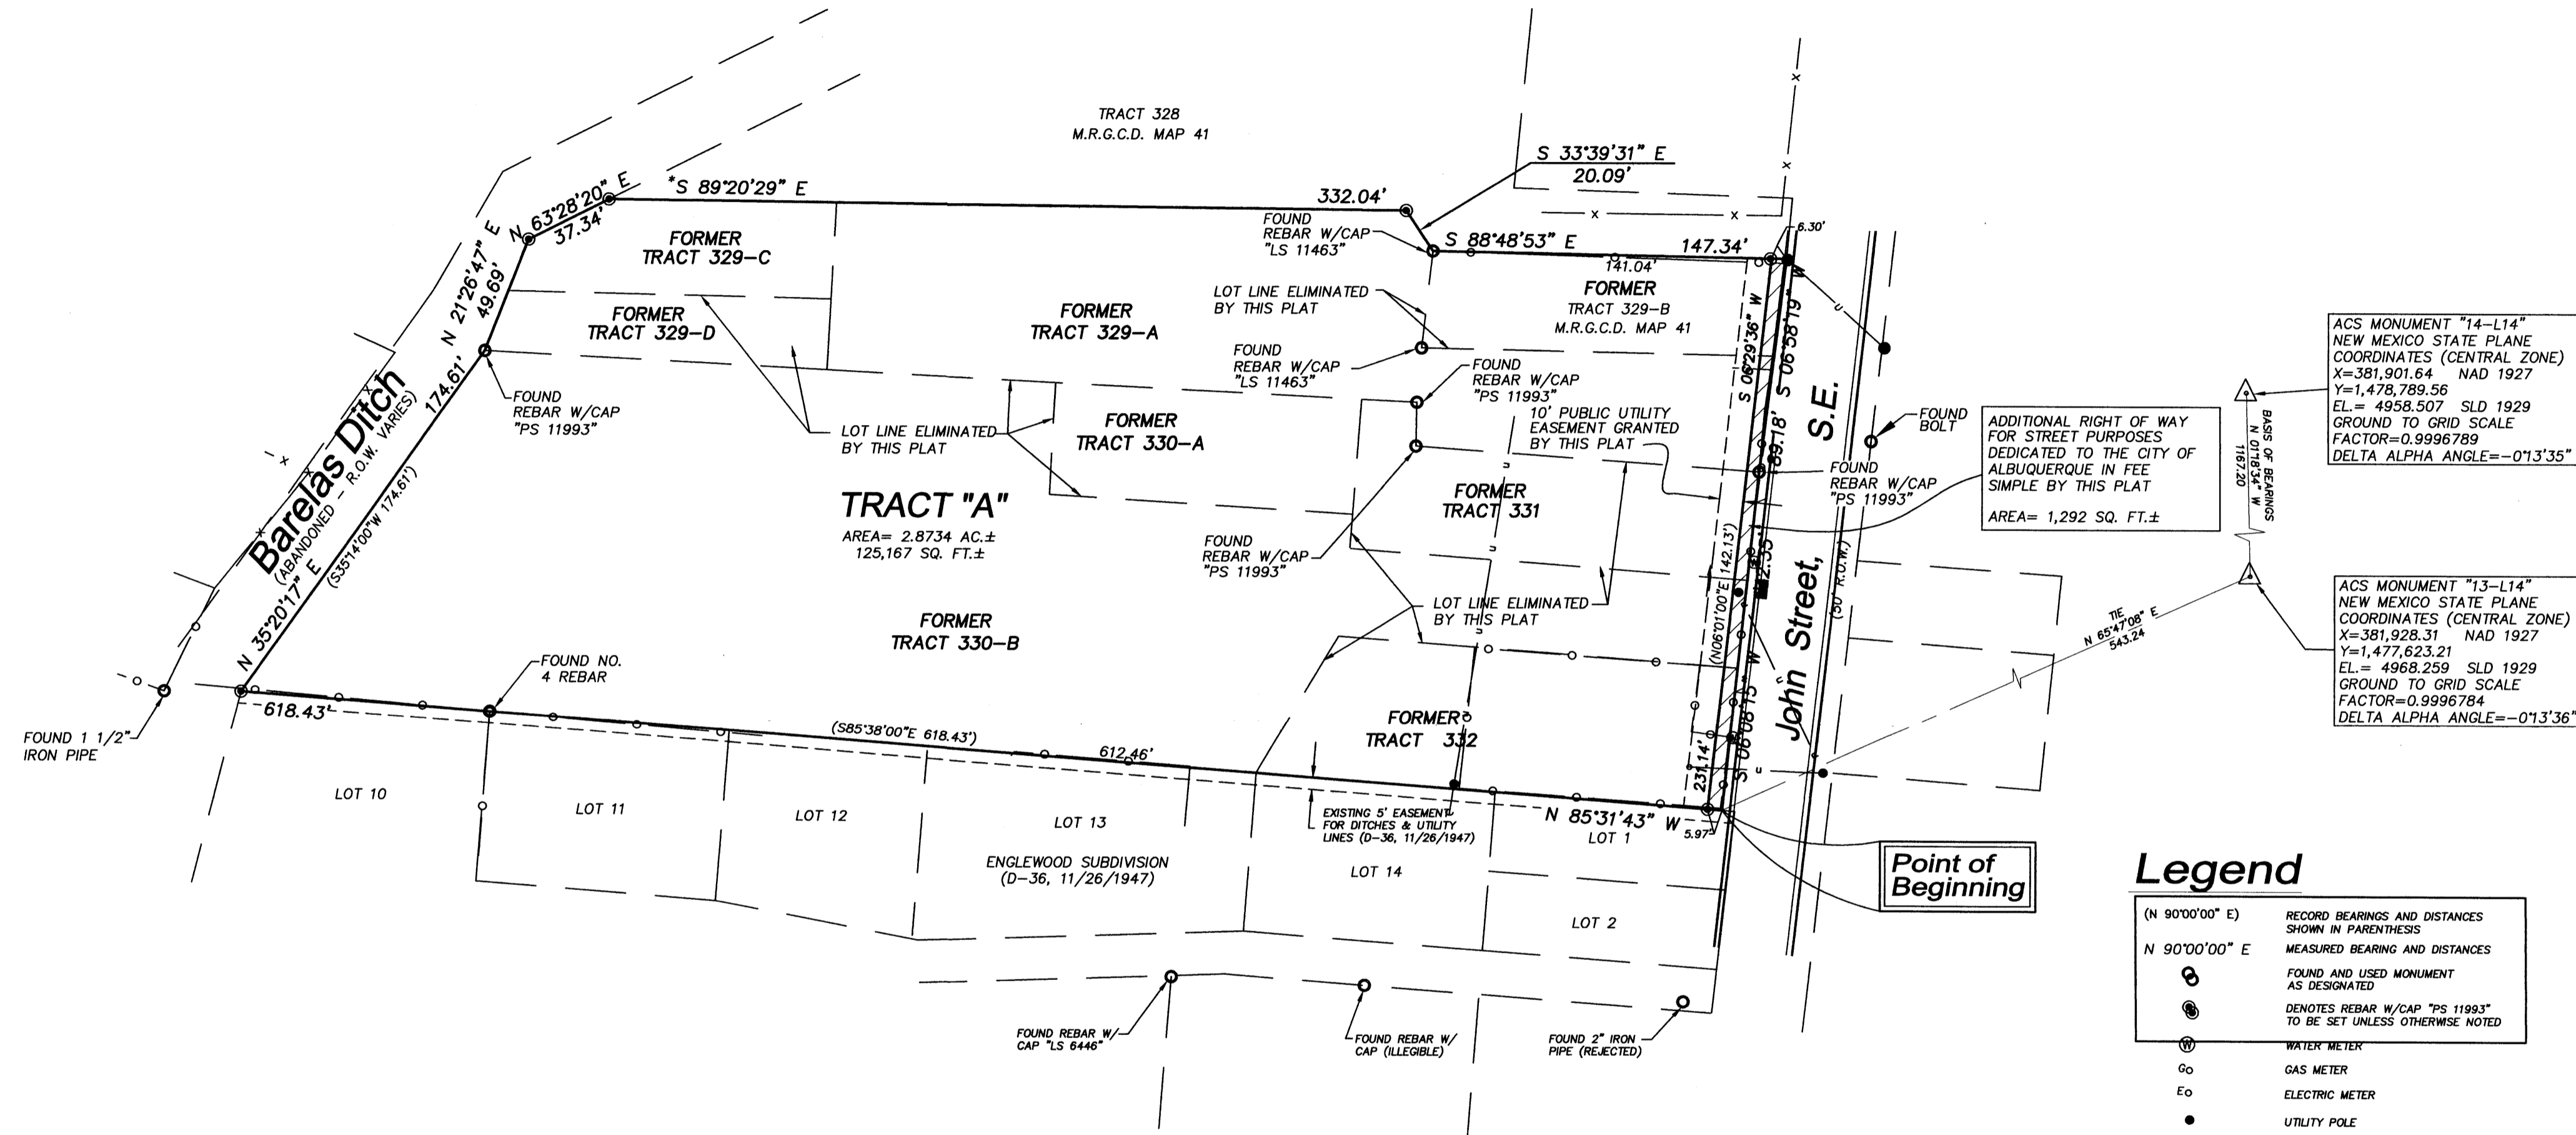 TRACT 328
M.R.G.C.D. MAP 41
S 33°39'31" E
20.09'
*S 89°20'29" E
332.04'
N 63°28'20" E
37.34'
N 21°26'47" E
49.69'
174.61'
N 35°20'17" E
(S35°14'00"W 174.61')
Barelas Ditch
(ABANDONED – R.O.W. VARIES)
FOUND
REBAR W/CAP
"LS 11463"
S 88°48'53" E
147.34'
141.04'
6.30'
FORMER
TRACT 329-C
FORMER
TRACT 329-D
FORMER
TRACT 329-A
LOT LINE ELIMINATED
BY THIS PLAT
FORMER
TRACT 329-B
M.R.G.C.D. MAP 41
FOUND
REBAR W/CAP
"LS 11463"
FOUND
REBAR W/CAP
"PS 11993"
FOUND
REBAR W/CAP
"PS 11993"
LOT LINE ELIMINATED
BY THIS PLAT
FORMER
TRACT 330-A
10' PUBLIC UTILITY
EASEMENT GRANTED
BY THIS PLAT
S 06°29'36" W
S 06°58'19"
89.18'
W
FOUND
BOLT
FOUND
REBAR W/CAP
"PS 11993"
ADDITIONAL RIGHT OF WAY
FOR STREET PURPOSES
DEDICATED TO THE CITY OF
ALBUQUERQUE IN FEE
SIMPLE BY THIS PLAT
AREA= 1,292 SQ. FT.±
TRACT "A"
AREA= 2.8734 AC.±
125,167 SQ. FT.±
FORMER
TRACT 331
FOUND
REBAR W/CAP
"PS 11993"
LOT LINE ELIMINATED
BY THIS PLAT
(N06°01'00"E 142.13')
S 06°08'15" W
231.14'
John Street, S.E.
(50' R.O.W.)
FORMER
TRACT 330-B
FORMER
TRACT 332
FOUND NO.
4 REBAR
FOUND 1 1/2"
IRON PIPE
618.43'
(S85°38'00"E 618.43')
612.46'
N 85°31'43" W
5.97'
EXISTING 5' EASEMENT
FOR DITCHES & UTILITY
LINES (D-36, 11/26/1947)
LOT 10
LOT 11
LOT 12
LOT 13
LOT 14
LOT 1
LOT 2
ENGLEWOOD SUBDIVISION
(D-36, 11/26/1947)
Point of
Beginning
FOUND REBAR W/
CAP "LS 6446"
FOUND REBAR W/
CAP (ILLEGIBLE)
FOUND 2" IRON
PIPE (REJECTED)
ACS MONUMENT "14-L14"
NEW MEXICO STATE PLANE
COORDINATES (CENTRAL ZONE)
X=381,901.64 NAD 1927
Y=1,478,789.56
EL.= 4958.507 SLD 1929
GROUND TO GRID SCALE
FACTOR=0.9996789
DELTA ALPHA ANGLE=-0°13'35"
BASIS OF BEARINGS
N 01°18'34" W
1167.20
TIE
N 65°47'08" E
543.24
ACS MONUMENT "13-L14"
NEW MEXICO STATE PLANE
COORDINATES (CENTRAL ZONE)
X=381,928.31 NAD 1927
Y=1,477,623.21
EL.= 4968.259 SLD 1929
GROUND TO GRID SCALE
FACTOR=0.9996784
DELTA ALPHA ANGLE=-0°13'36"
Legend
(N 90°00'00" E) RECORD BEARINGS AND DISTANCES
SHOWN IN PARENTHESIS
N 90°00'00" E MEASURED BEARING AND DISTANCES
FOUND AND USED MONUMENT
AS DESIGNATED
DENOTES REBAR W/CAP "PS 11993"
TO BE SET UNLESS OTHERWISE NOTED
W WATER METER
G GAS METER
E ELECTRIC METER
UTILITY POLE